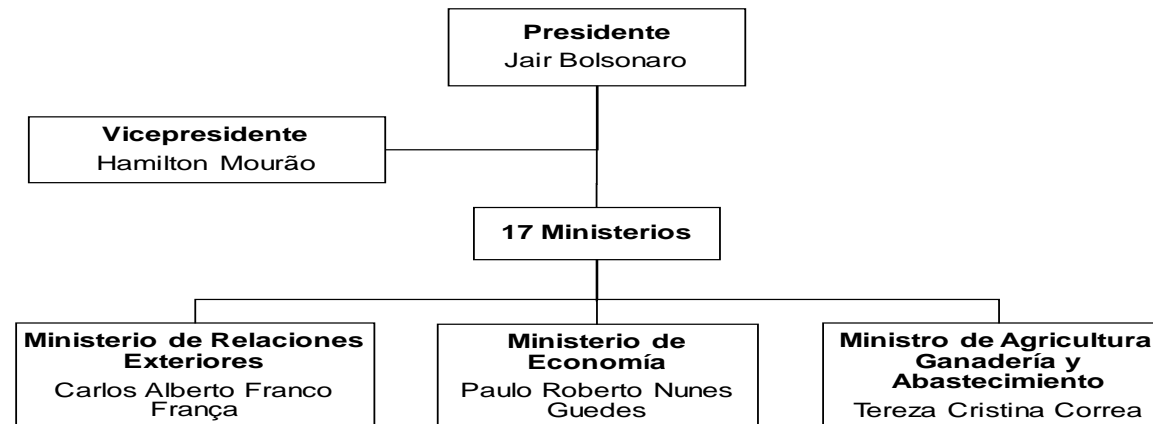 Presidente
Jair Bolsonaro
Vicepresidente
Hamilton Mourão
17 Ministerios
Ministerio de Relaciones
Exteriores
Carlos Alberto Franco
França
Ministerio de
Economía
Paulo Roberto Nunes
Guedes
Ministro de Agricultura
Ganadería y
Abastecimiento
Tereza Cristina Correa